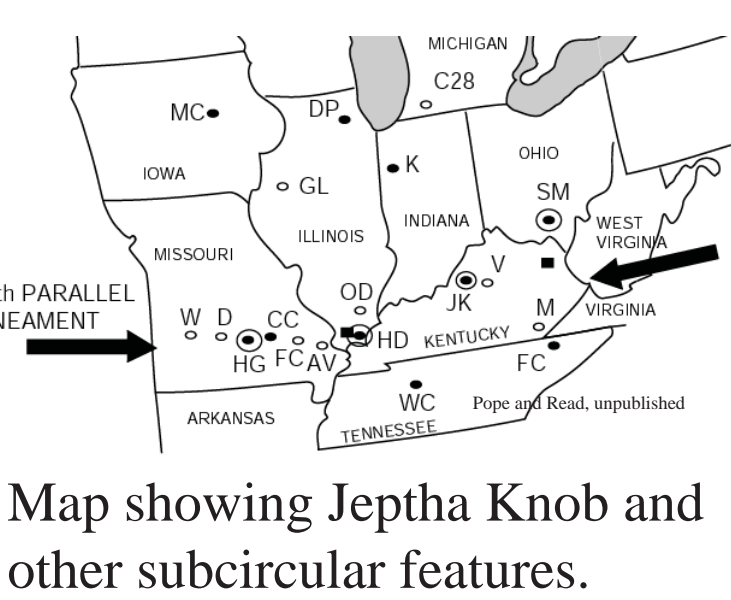 MICHIGAN
C28
MC
DP
OHIO
K
IOWA
GL
SM
INDIANA
WEST
VIRGINIA
ILLINOIS
MISSOURI
V
th PARALLEL
OD
JK
NEAMENT
W D CC
M
VIRGINIA
HD
KENTUCKY
HG FC AV
FC
WC
Pope and Read, unpublished
ARKANSAS
TENNESSEE
Map showing Jeptha Knob and
other subcircular features.